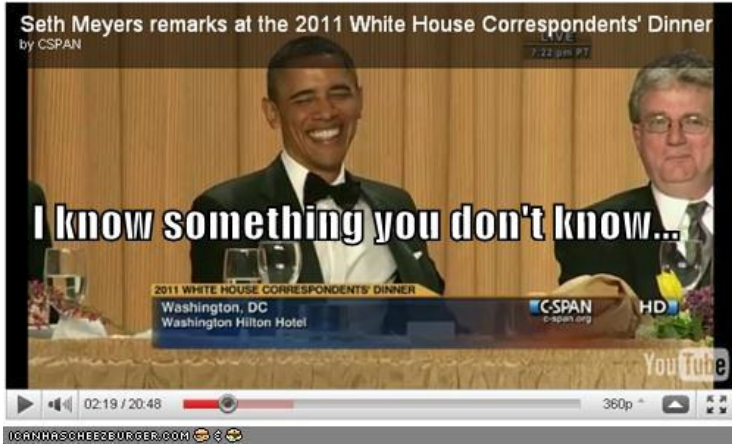 Seth Meyers remarks at the 2011 White House Correspondents' Dinner
by CSPAN
LIVE
7:22 pm PT
I know something you don't know...
2011 WHITE HOUSE CORRESPONDENTS' DINNER
Washington, DC
Washington Hilton Hotel
C-SPAN
c-span.org
HD
YouTube
02:19 / 20:48
360p
ICANHASCHEEZBURGER.COM